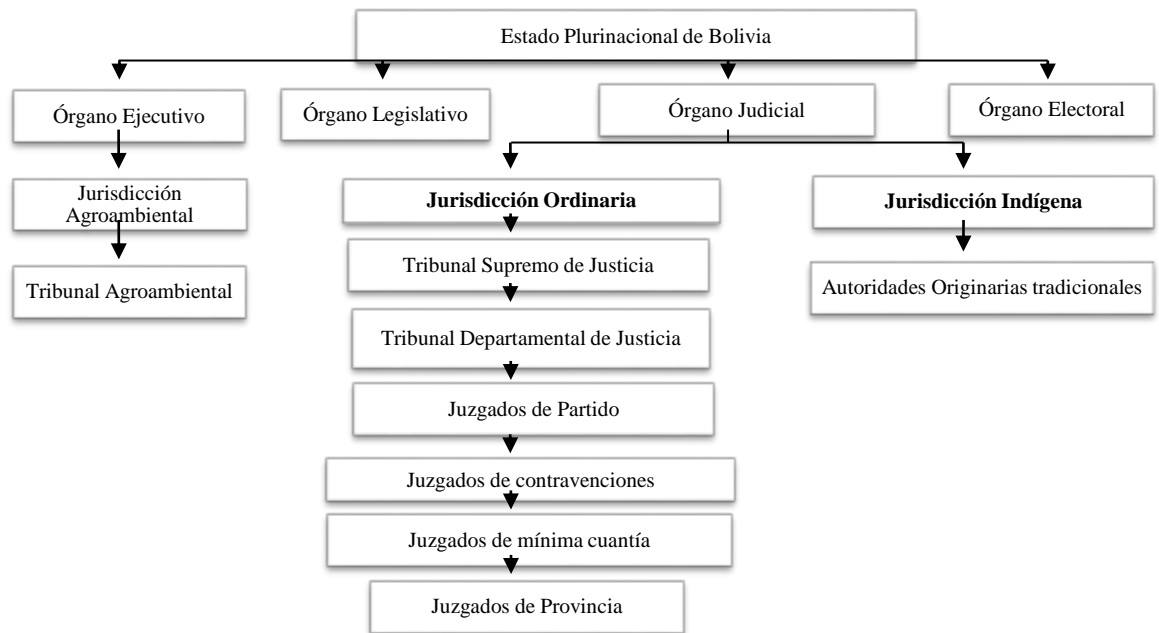 Estado Plurinacional de Bolivia
Órgano Ejecutivo
Órgano Legislativo
Órgano Judicial
Órgano Electoral
Jurisdicción
Agroambiental
Jurisdicción Ordinaria
Jurisdicción Indígena
Tribunal Agroambiental
Tribunal Supremo de Justicia
Autoridades Originarias tradicionales
Tribunal Departamental de Justicia
Juzgados de Partido
Juzgados de contravenciones
Juzgados de mínima cuantía
Juzgados de Provincia